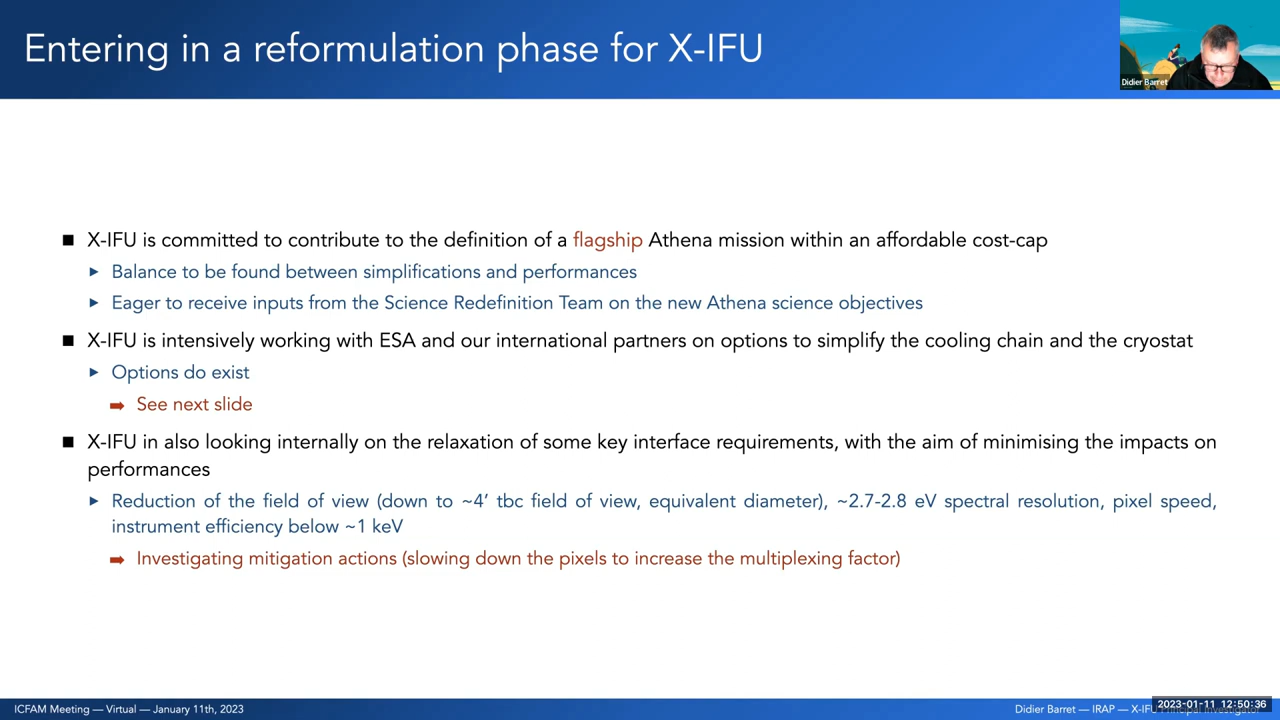 Entering in a reformulation phase for X-IFU
Didier Barret
■ X-IFU is committed to contribute to the definition of a flagship Athena mission within an affordable cost-cap
▸ Balance to be found between simplifications and performances
▸ Eager to receive inputs from the Science Redefinition Team on the new Athena science objectives
■ X-IFU is intensively working with ESA and our international partners on options to simplify the cooling chain and the cryostat
▸ Options do exist
➡ See next slide
■ X-IFU in also looking internally on the relaxation of some key interface requirements, with the aim of minimising the impacts on
performances
▸ Reduction of the field of view (down to ~4’ tbc field of view, equivalent diameter), ~2.7-2.8 eV spectral resolution, pixel speed,
instrument efficiency below ~1 keV
➡ Investigating mitigation actions (slowing down the pixels to increase the multiplexing factor)
ICFAM Meeting — Virtual — January 11th, 2023
Didier Barret — IRAP — X-IFU
2023-01-11 12:50:36